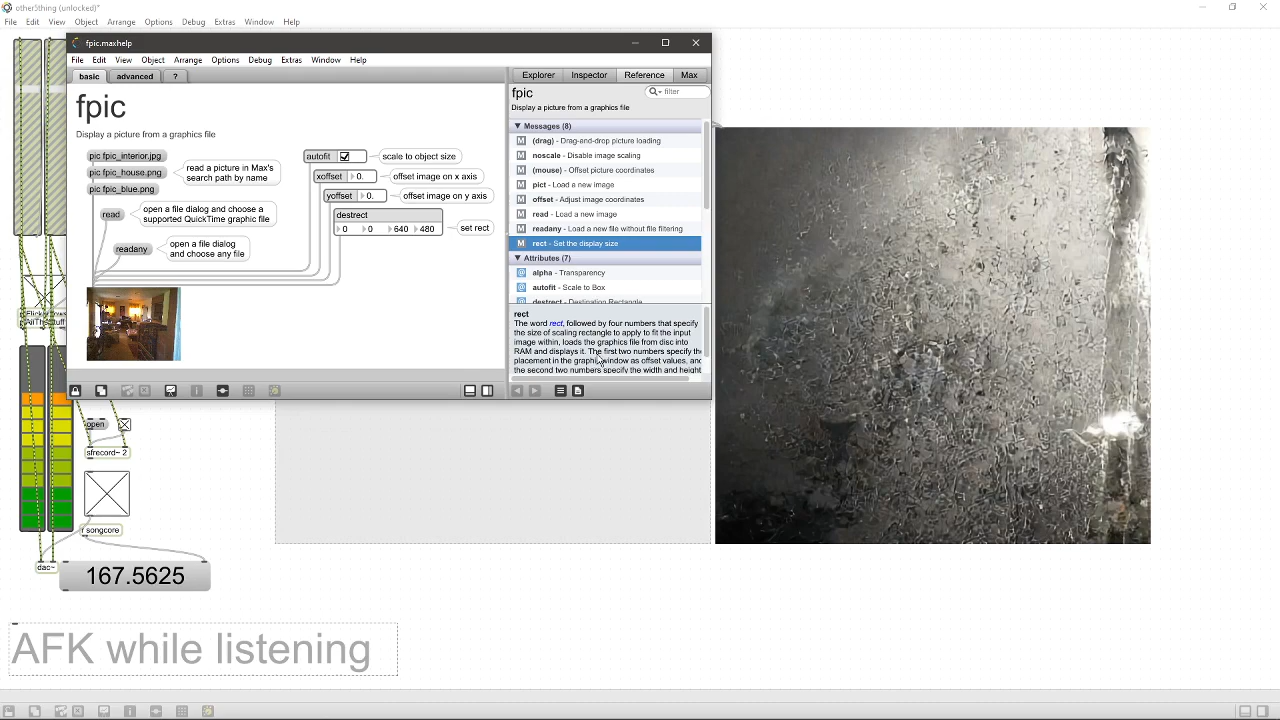 other5thing (unlocked)*
File Edit View Object Arrange Options Debug Extras Window Help
fpic.maxhelp
File Edit View Object Arrange Options Debug Extras Window Help
basic advanced ?
Explorer Inspector Reference Max
fpic
Display a picture from a graphics file
pic fpic_interior.jpg
pic fpic_house.png
pic fpic_blue.png
read a picture in Max's
search path by name
read
open a file dialog and choose a
supported QuickTime graphic file
readany
open a file dialog
and choose any file
autofit
scale to object size
xoffset 0.
offset image on x axis
yoffset 0.
offset image on y axis
destrect
0 0 640 480
set rect
fpic
filter
Display a picture from a graphics file
Messages (8)
(drag) - Drag-and-drop picture loading
noscale - Disable image scaling
(mouse) - Offset picture coordinates
pict - Load a new image
offset - Adjust image coordinates
read - Load a new image
readany - Load a new file without file filtering
rect - Set the display size
Attributes (7)
alpha - Transparency
autofit - Scale to Box
destrect - Destination Rectangle
rect
The word rect, followed by four numbers that specify
the size of scaling rectangle to apply to fit the input
image within, loads the graphics file from disc into
RAM and displays it. The first two numbers specify the
placement in the graphic window as offset values, and
the second two numbers specify the width and height
open
sfrecord~ 2
r songcore
dac~
167.5625
AFK while listening